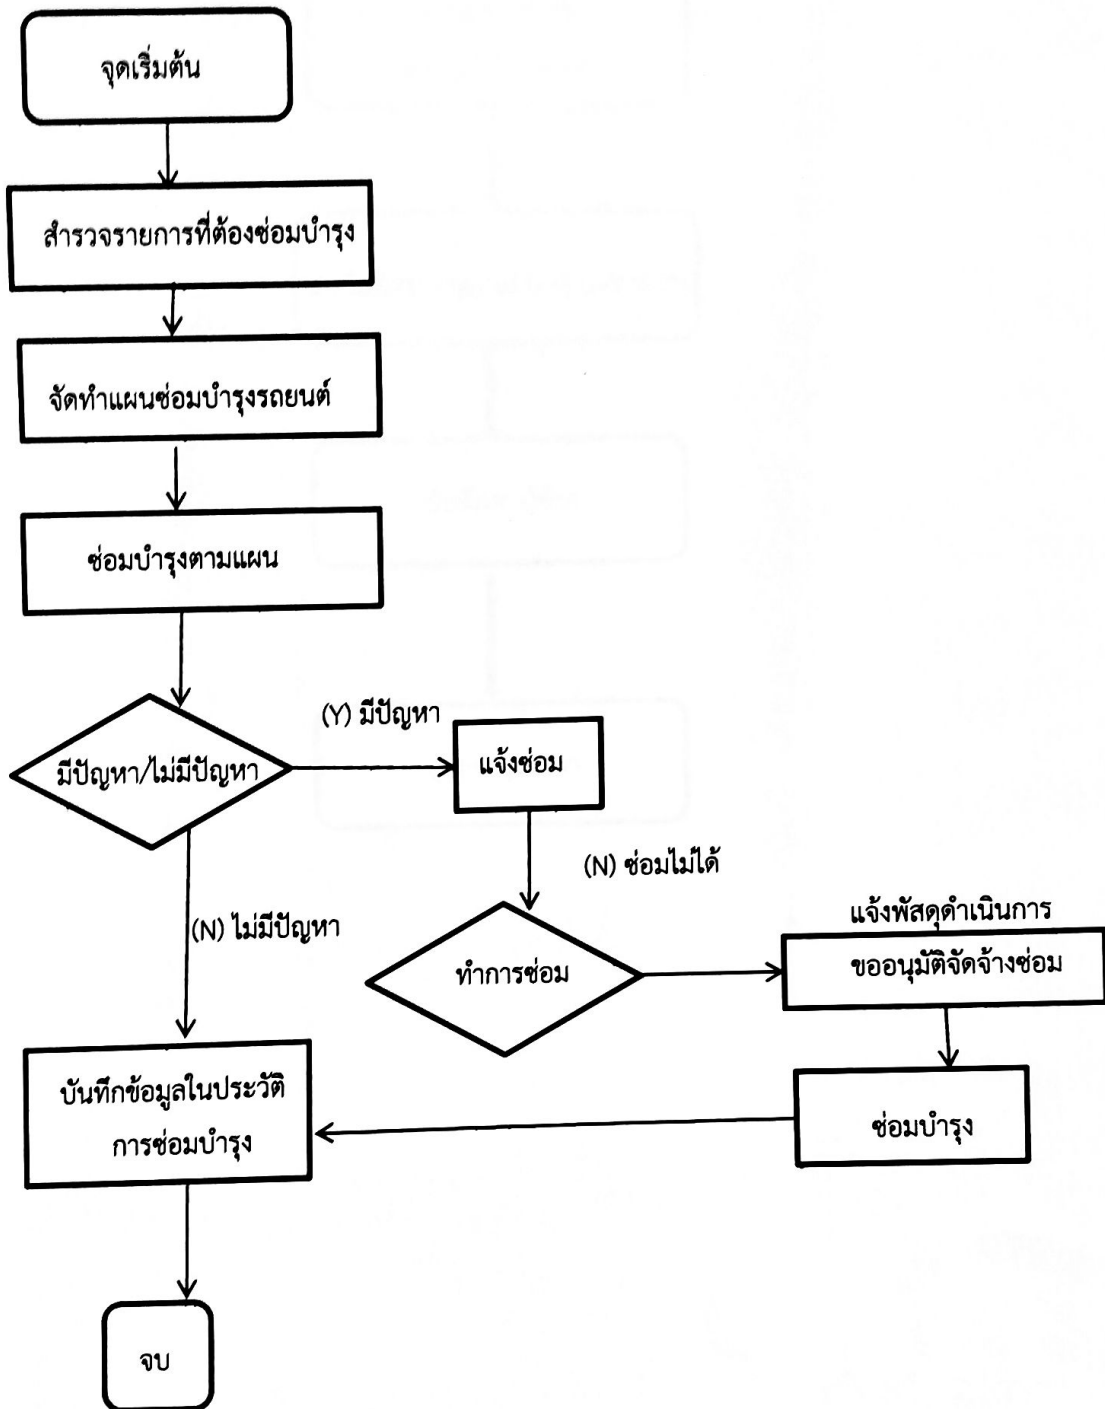 จุดเริ่มต้น
สำรวจรายการที่ต้องซ่อมบำรุง
จัดทำแผนซ่อมบำรุงรถยนต์
ซ่อมบำรุงตามแผน
(Y) มีปัญหา
มีปัญหา/ไม่มีปัญหา
แจ้งซ่อม
(N) ซ่อมไม่ได้
(N) ไม่มีปัญหา
แจ้งพัสดุดำเนินการ
ทำการซ่อม
ขออนุมัติจัดจ้างซ่อม
บันทึกข้อมูลในประวัติ
การซ่อมบำรุง
ซ่อมบำรุง
จบ